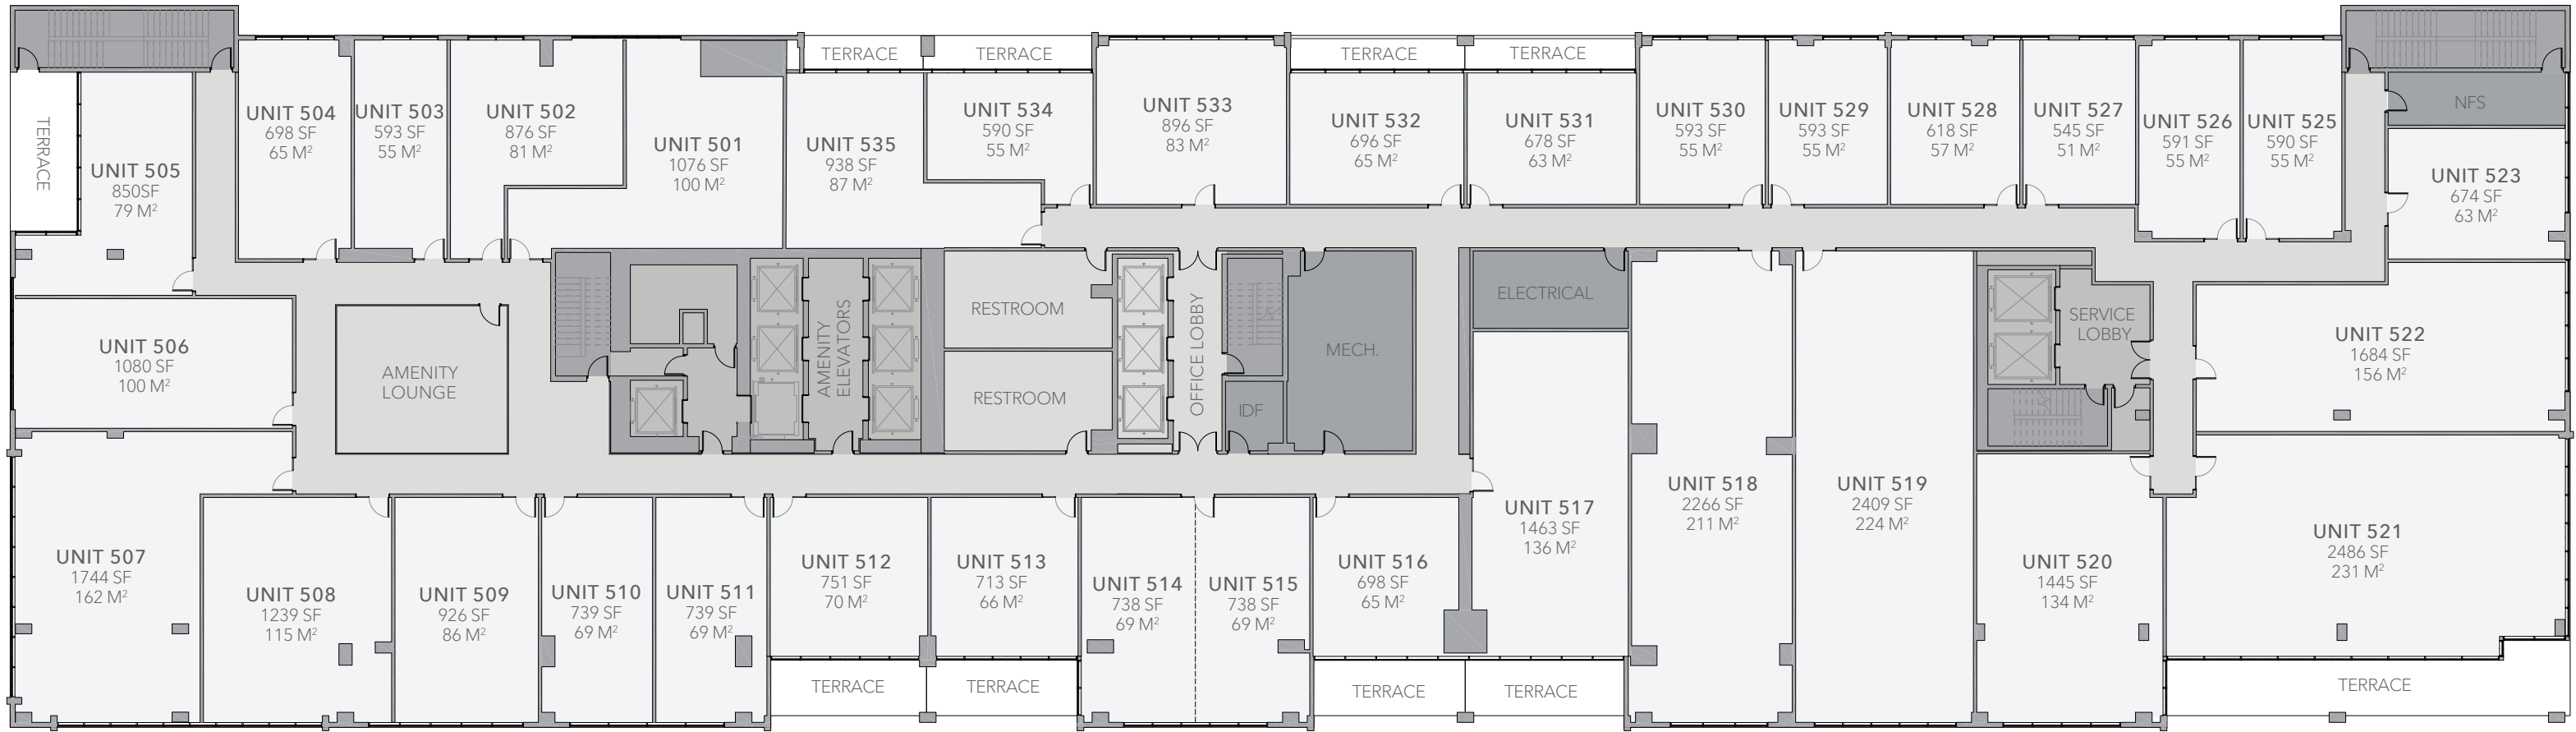 TERRACE
TERRACE
TERRACE
TERRACE
TERRACE
UNIT 505
850SF
79 M²
UNIT 504
698 SF
65 M²
UNIT 503
593 SF
55 M²
UNIT 502
876 SF
81 M²
UNIT 501
1076 SF
100 M²
UNIT 535
938 SF
87 M²
UNIT 534
590 SF
55 M²
UNIT 533
896 SF
83 M²
UNIT 532
696 SF
65 M²
UNIT 531
678 SF
63 M²
UNIT 530
593 SF
55 M²
UNIT 529
593 SF
55 M²
UNIT 528
618 SF
57 M²
UNIT 527
545 SF
51 M²
UNIT 526
591 SF
55 M²
UNIT 525
590 SF
55 M²
NFS
UNIT 523
674 SF
63 M²
UNIT 506
1080 SF
100 M²
AMENITY
LOUNGE
AMENITY
ELEVATORS
RESTROOM
RESTROOM
OFFICE LOBBY
IDF
MECH.
ELECTRICAL
SERVICE
LOBBY
UNIT 522
1684 SF
156 M²
UNIT 507
1744 SF
162 M²
UNIT 508
1239 SF
115 M²
UNIT 509
926 SF
86 M²
UNIT 510
739 SF
69 M²
UNIT 511
739 SF
69 M²
UNIT 512
751 SF
70 M²
UNIT 513
713 SF
66 M²
UNIT 514
738 SF
69 M²
UNIT 515
738 SF
69 M²
UNIT 516
698 SF
65 M²
UNIT 517
1463 SF
136 M²
UNIT 518
2266 SF
211 M²
UNIT 519
2409 SF
224 M²
UNIT 520
1445 SF
134 M²
UNIT 521
2486 SF
231 M²
TERRACE
TERRACE
TERRACE
TERRACE
TERRACE